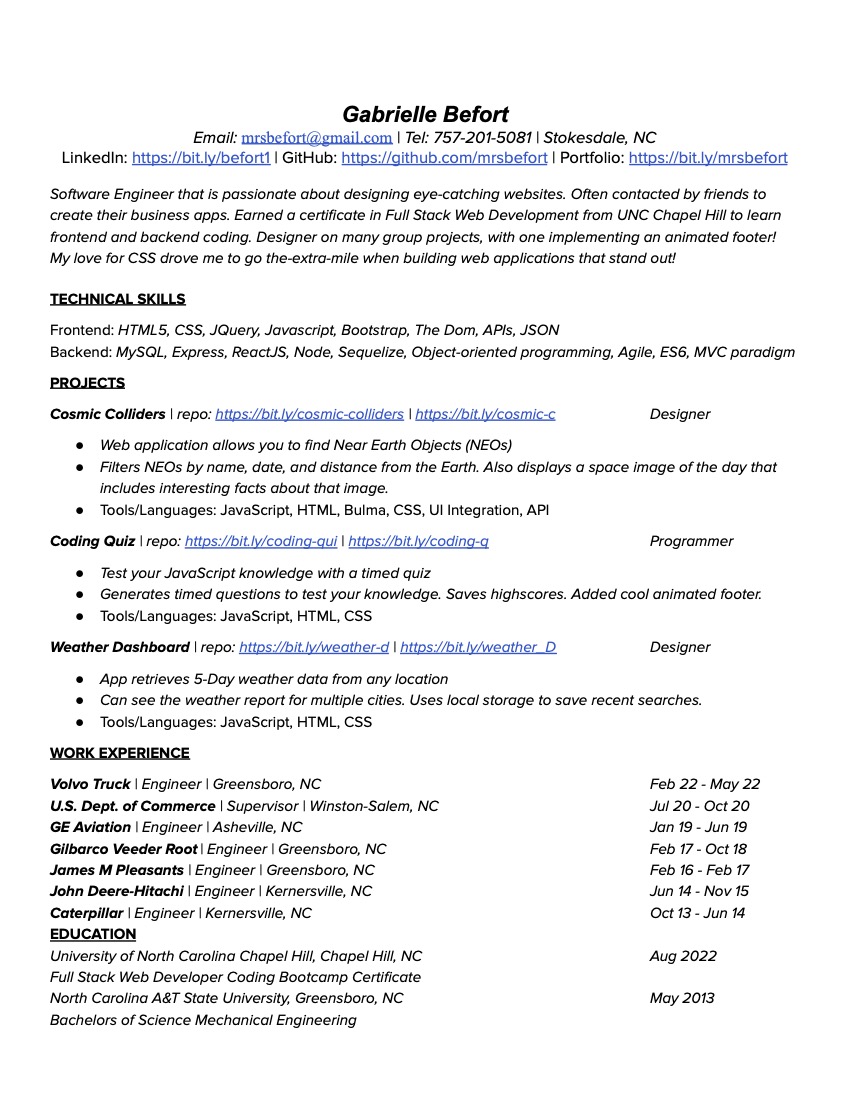 Gabrielle Befort
Email: mrsbefort@gmail.com | Tel: 757-201-5081 | Stokesdale, NC
LinkedIn: https://bit.ly/befort1 | GitHub: https://github.com/mrsbefort | Portfolio: https://bit.ly/mrsbefort
Software Engineer that is passionate about designing eye-catching websites. Often contacted by friends to
create their business apps. Earned a certificate in Full Stack Web Development from UNC Chapel Hill to learn
frontend and backend coding. Designer on many group projects, with one implementing an animated footer!
My love for CSS drove me to go the-extra-mile when building web applications that stand out!
TECHNICAL SKILLS
Frontend: HTML5, CSS, JQuery, Javascript, Bootstrap, The Dom, APIs, JSON
Backend: MySQL, Express, ReactJS, Node, Sequelize, Object-oriented programming, Agile, ES6, MVC paradigm
PROJECTS
Cosmic Colliders | repo: https://bit.ly/cosmic-colliders | https://bit.ly/cosmic-c Designer
● Web application allows you to find Near Earth Objects (NEOs)
● Filters NEOs by name, date, and distance from the Earth. Also displays a space image of the day that
includes interesting facts about that image.
● Tools/Languages: JavaScript, HTML, Bulma, CSS, UI Integration, API
Coding Quiz | repo: https://bit.ly/coding-qui | https://bit.ly/coding-q Programmer
● Test your JavaScript knowledge with a timed quiz
● Generates timed questions to test your knowledge. Saves highscores. Added cool animated footer.
● Tools/Languages: JavaScript, HTML, CSS
Weather Dashboard | repo: https://bit.ly/weather-d | https://bit.ly/weather_D Designer
● App retrieves 5-Day weather data from any location
● Can see the weather report for multiple cities. Uses local storage to save recent searches.
● Tools/Languages: JavaScript, HTML, CSS
WORK EXPERIENCE
Volvo Truck | Engineer | Greensboro, NC Feb 22 - May 22
U.S. Dept. of Commerce | Supervisor | Winston-Salem, NC Jul 20 - Oct 20
GE Aviation | Engineer | Asheville, NC Jan 19 - Jun 19
Gilbarco Veeder Root | Engineer | Greensboro, NC Feb 17 - Oct 18
James M Pleasants | Engineer | Greensboro, NC Feb 16 - Feb 17
John Deere-Hitachi | Engineer | Kernersville, NC Jun 14 - Nov 15
Caterpillar | Engineer | Kernersville, NC Oct 13 - Jun 14
EDUCATION
University of North Carolina Chapel Hill, Chapel Hill, NC Aug 2022
Full Stack Web Developer Coding Bootcamp Certificate
North Carolina A&T State University, Greensboro, NC May 2013
Bachelors of Science Mechanical Engineering